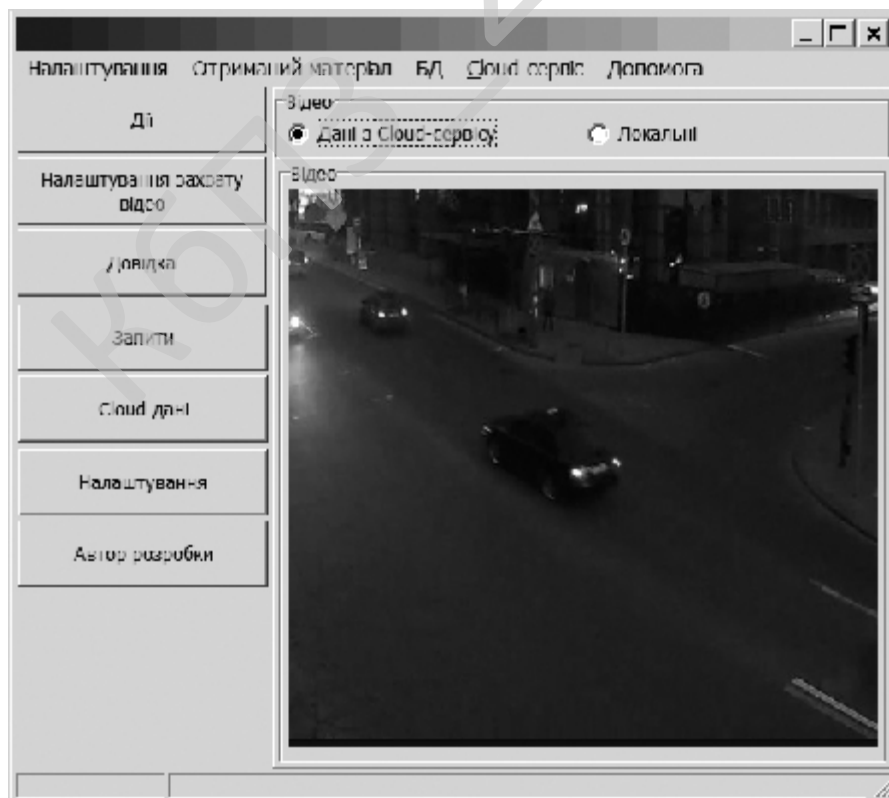 Налаштування Отриманий матеріал БД Cloud-сервіс Допомога
Дії
Налаштування захвату
відео
Довідка
Запити
Cloud дані
Налаштування
Автор розробки
Відео
Дані з Cloud-сервісу
Локальні
Відео